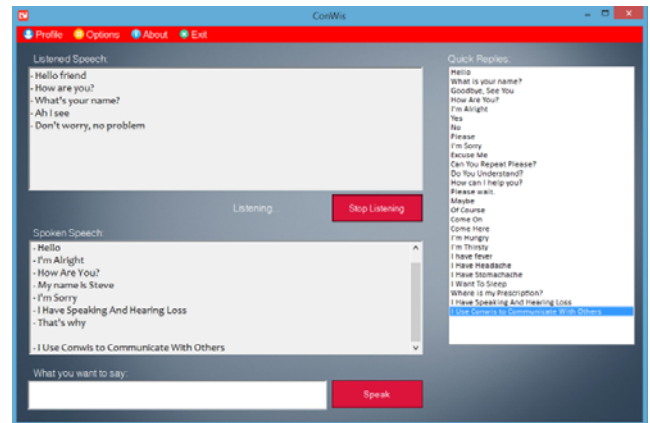 ConWis
Profile Options About Exit
Listened Speech:
- Hello friend
- How are you?
- What's your name?
- Ah I see
- Don't worry, no problem
Listening...
Stop Listening
Spoken Speech:
- Hello
- I'm Alright
- How Are You?
- My name is Steve
- I'm Sorry
- I Have Speaking And Hearing Loss
- That's why
- I Use Conwis to Communicate With Others
What you want to say:
Speak
Quick Replies:
Hello
What is your name?
Goodbye, See You
How Are You?
I'm Alright
Yes
No
Please
I'm Sorry
Excuse Me
Can You Repeat Please?
Do You Understand?
How can I help you?
Please wait.
Maybe
Of Course
Come On
Come Here
I'm Hungry
I'm Thirsty
I have fever
I Have Headache
I Have Stomachache
I Want To Sleep
Where is my Prescription?
I Have Speaking And Hearing Loss
I Use Conwis to Communicate With Others